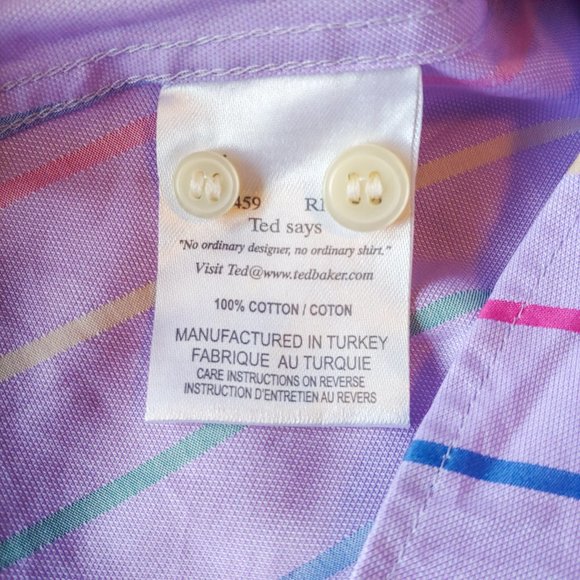 459
Ted says
"No ordinary designer, no ordinary shirt."
Visit Ted@www.tedbaker.com
100% COTTON / COTON
MANUFACTURED IN TURKEY
FABRIQUE AU TURQUIE
CARE INSTRUCTIONS ON REVERSE
INSTRUCTION D'ENTRETIEN AU REVERS